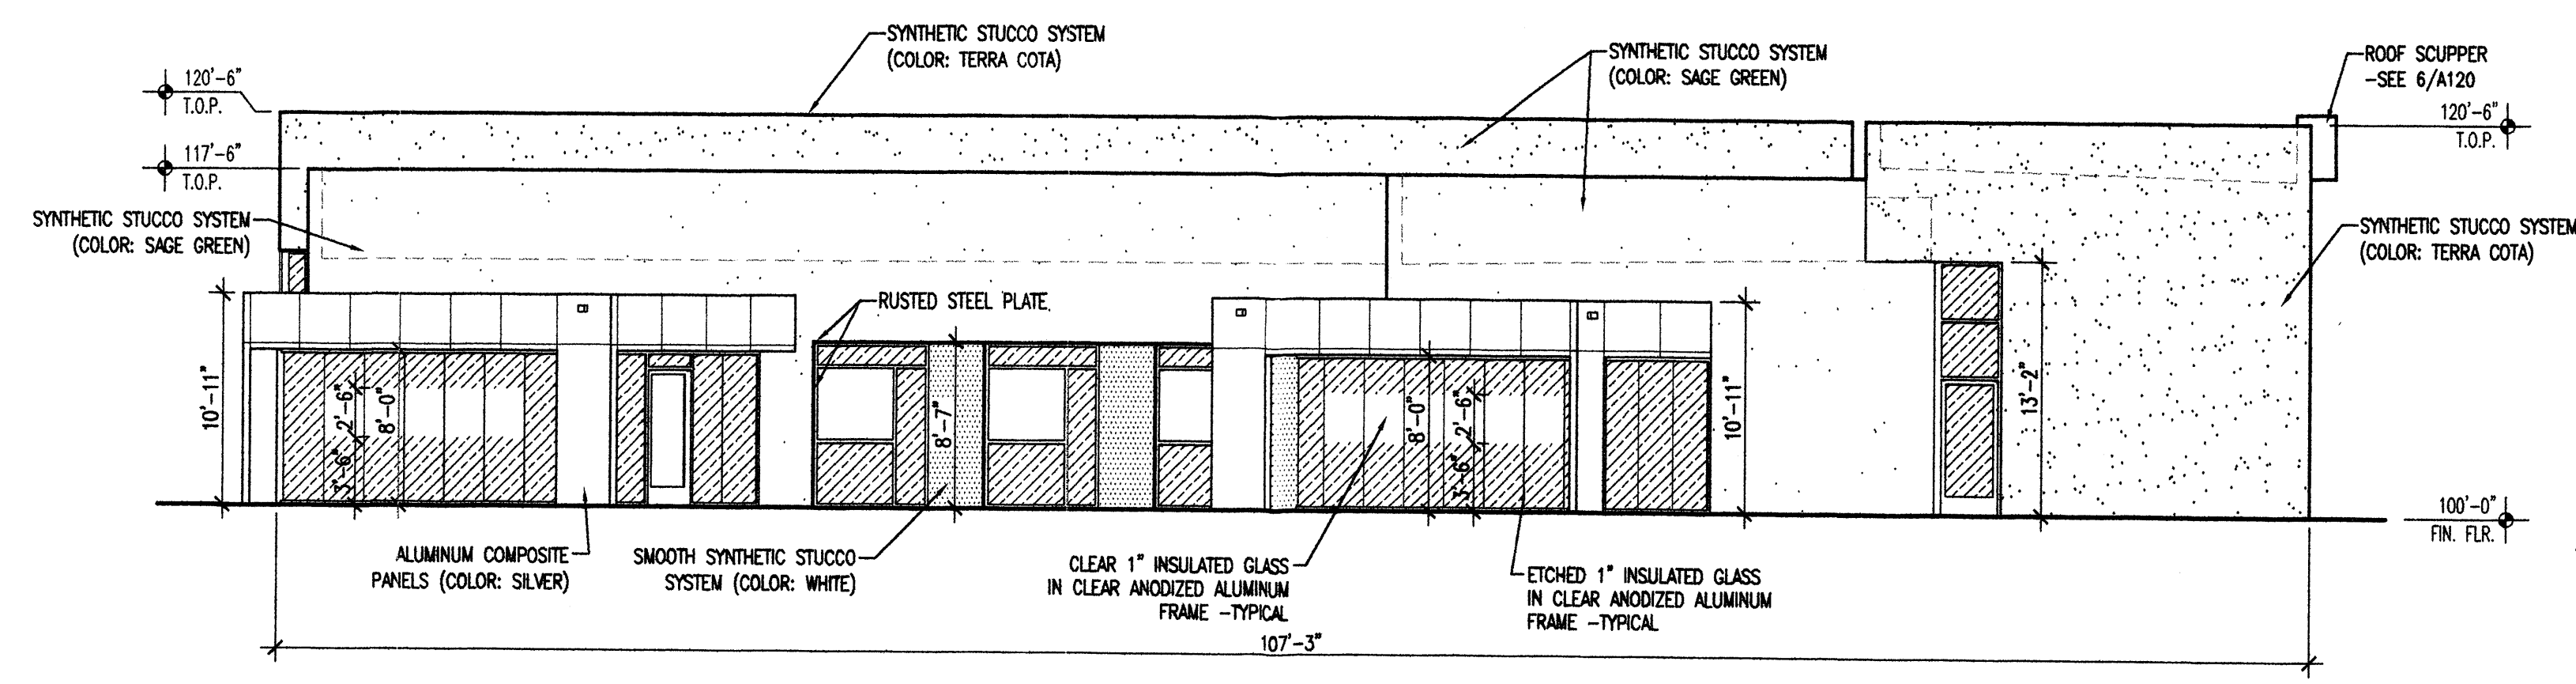 SYNTHETIC STUCCO SYSTEM
(COLOR: TERRA COTA)
SYNTHETIC STUCCO SYSTEM
(COLOR: SAGE GREEN)
ROOF SCUPPER
-SEE 6/A120
120'-6"
T.O.P.
120'-6"
T.O.P.
117'-6"
T.O.P.
SYNTHETIC STUCCO SYSTEM
(COLOR: SAGE GREEN)
SYNTHETIC STUCCO SYSTEM
(COLOR: TERRA COTA)
RUSTED STEEL PLATE
10'-11"
3'-6"
2'-6"
8'-0"
8'-7"
8'-0"
3'-6"
2'-6"
10'-11"
13'-2"
100'-0"
FIN. FLR.
ALUMINUM COMPOSITE
PANELS (COLOR: SILVER)
SMOOTH SYNTHETIC STUCCO
SYSTEM (COLOR: WHITE)
CLEAR 1" INSULATED GLASS
IN CLEAR ANODIZED ALUMINUM
FRAME -TYPICAL
ETCHED 1" INSULATED GLASS
IN CLEAR ANODIZED ALUMINUM
FRAME -TYPICAL
107'-3"